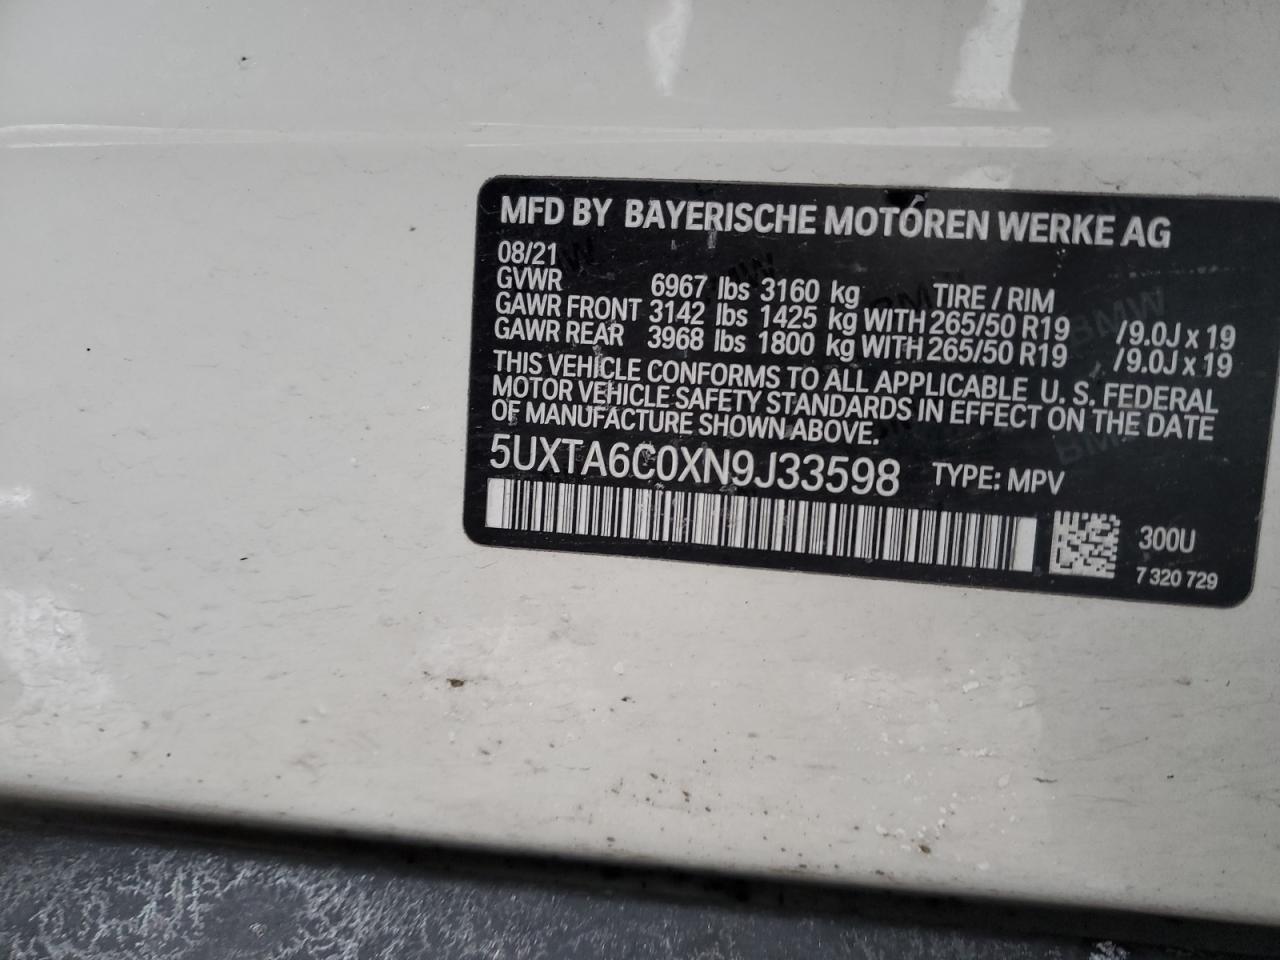 MFD BY BAYERISCHE MOTOREN WERKE AG
08/21
GVWR 6967 lbs 3160 kg TIRE / RIM
GAWR FRONT 3142 lbs 1425 kg WITH 265/50 R19 /9.0J x 19
GAWR REAR 3968 lbs 1800 kg WITH 265/50 R19 /9.0J x 19
THIS VEHICLE CONFORMS TO ALL APPLICABLE U. S. FEDERAL
MOTOR VEHICLE SAFETY STANDARDS IN EFFECT ON THE DATE
OF MANUFACTURE SHOWN ABOVE.
5UXTA6C0XN9J33598 TYPE: MPV
300U
7 320 729
BMW
BMW
BMW